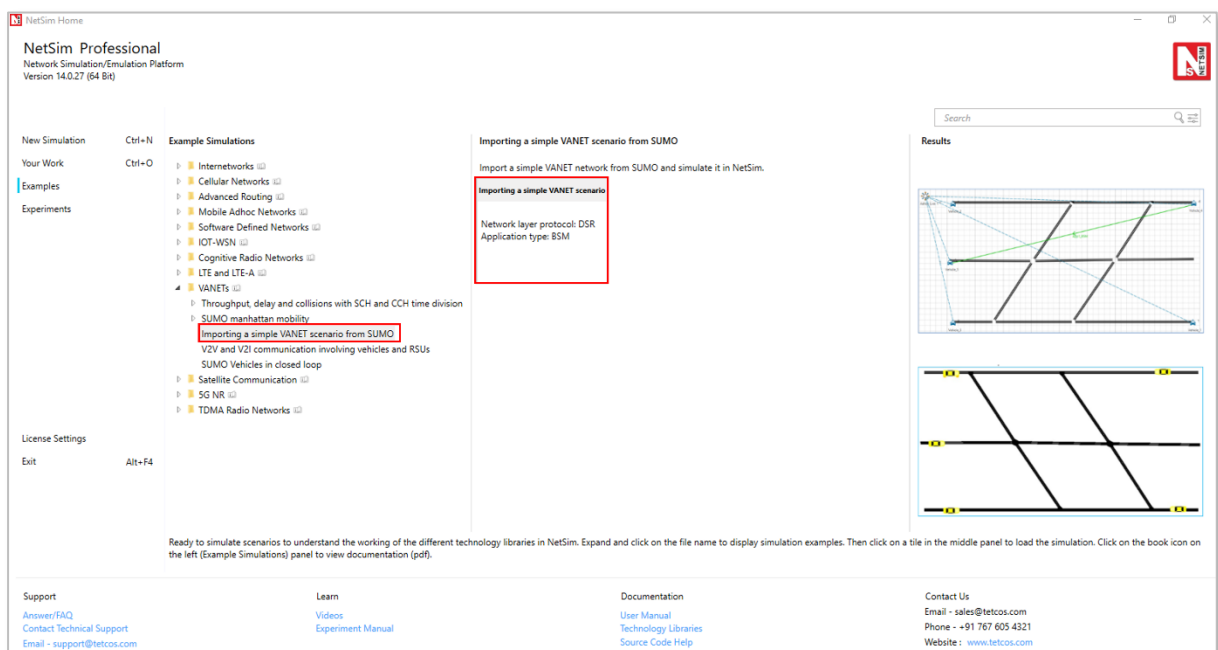 NetSim Home
NetSim Professional
Network Simulation/Emulation Platform
Version 14.0.27 (64 Bit)
NETSIM
Search
New Simulation Ctrl+N
Your Work Ctrl+O
Examples
Experiments
License Settings
Exit Alt+F4
Example Simulations
Internetworks
Cellular Networks
Advanced Routing
Mobile Adhoc Networks
Software Defined Networks
IOT-WSN
Cognitive Radio Networks
LTE and LTE-A
VANETs
Throughput, delay and collisions with SCH and CCH time division
SUMO manhattan mobility
Importing a simple VANET scenario from SUMO
V2V and V2I communication involving vehicles and RSUs
SUMO Vehicles in closed loop
Satellite Communication
5G NR
TDMA Radio Networks
Importing a simple VANET scenario from SUMO
Import a simple VANET network from SUMO and simulate it in NetSim.
Importing a simple VANET scenario
Network layer protocol: DSR
Application type: BSM
Results
Ready to simulate scenarios to understand the working of the different technology libraries in NetSim. Expand and click on the file name to display simulation examples. Then click on a tile in the middle panel to load the simulation. Click on the book icon on
the left (Example Simulations) panel to view documentation (pdf).
Support
Answer/FAQ
Contact Technical Support
Email - support@tetcos.com
Learn
Videos
Experiment Manual
Documentation
User Manual
Technology Libraries
Source Code Help
Contact Us
Email - sales@tetcos.com
Phone - +91 767 605 4321
Website : www.tetcos.com